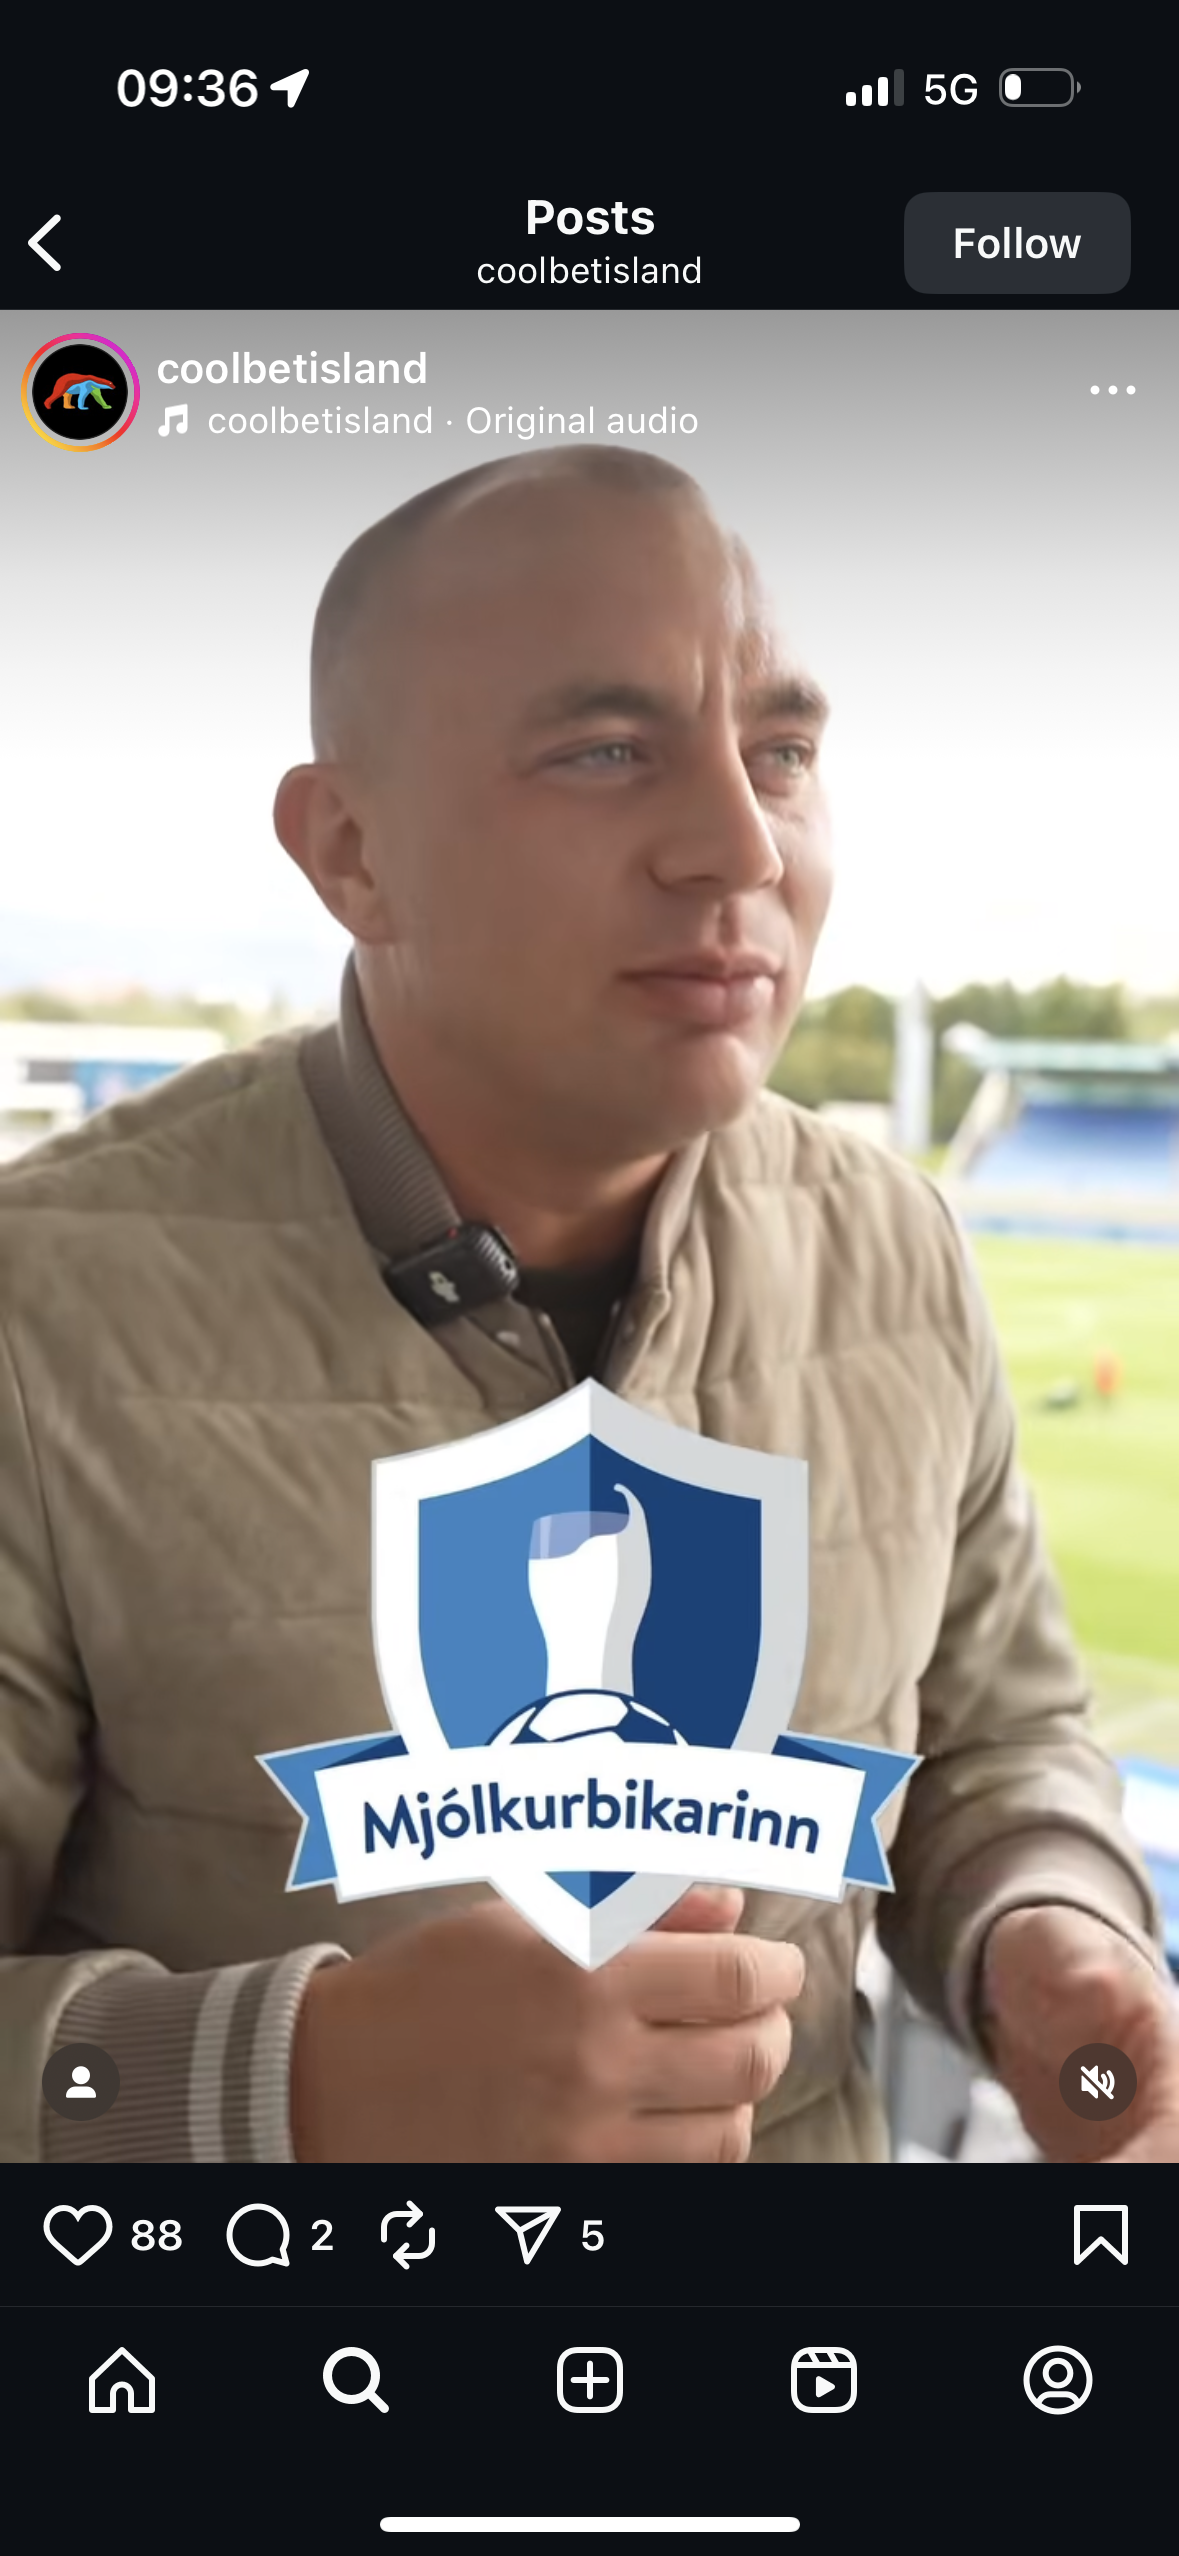 09:36
5G
Posts
coolbetisland
Follow
coolbetisland
coolbetisland · Original audio
Mjólkurbikarinn
88
2
5